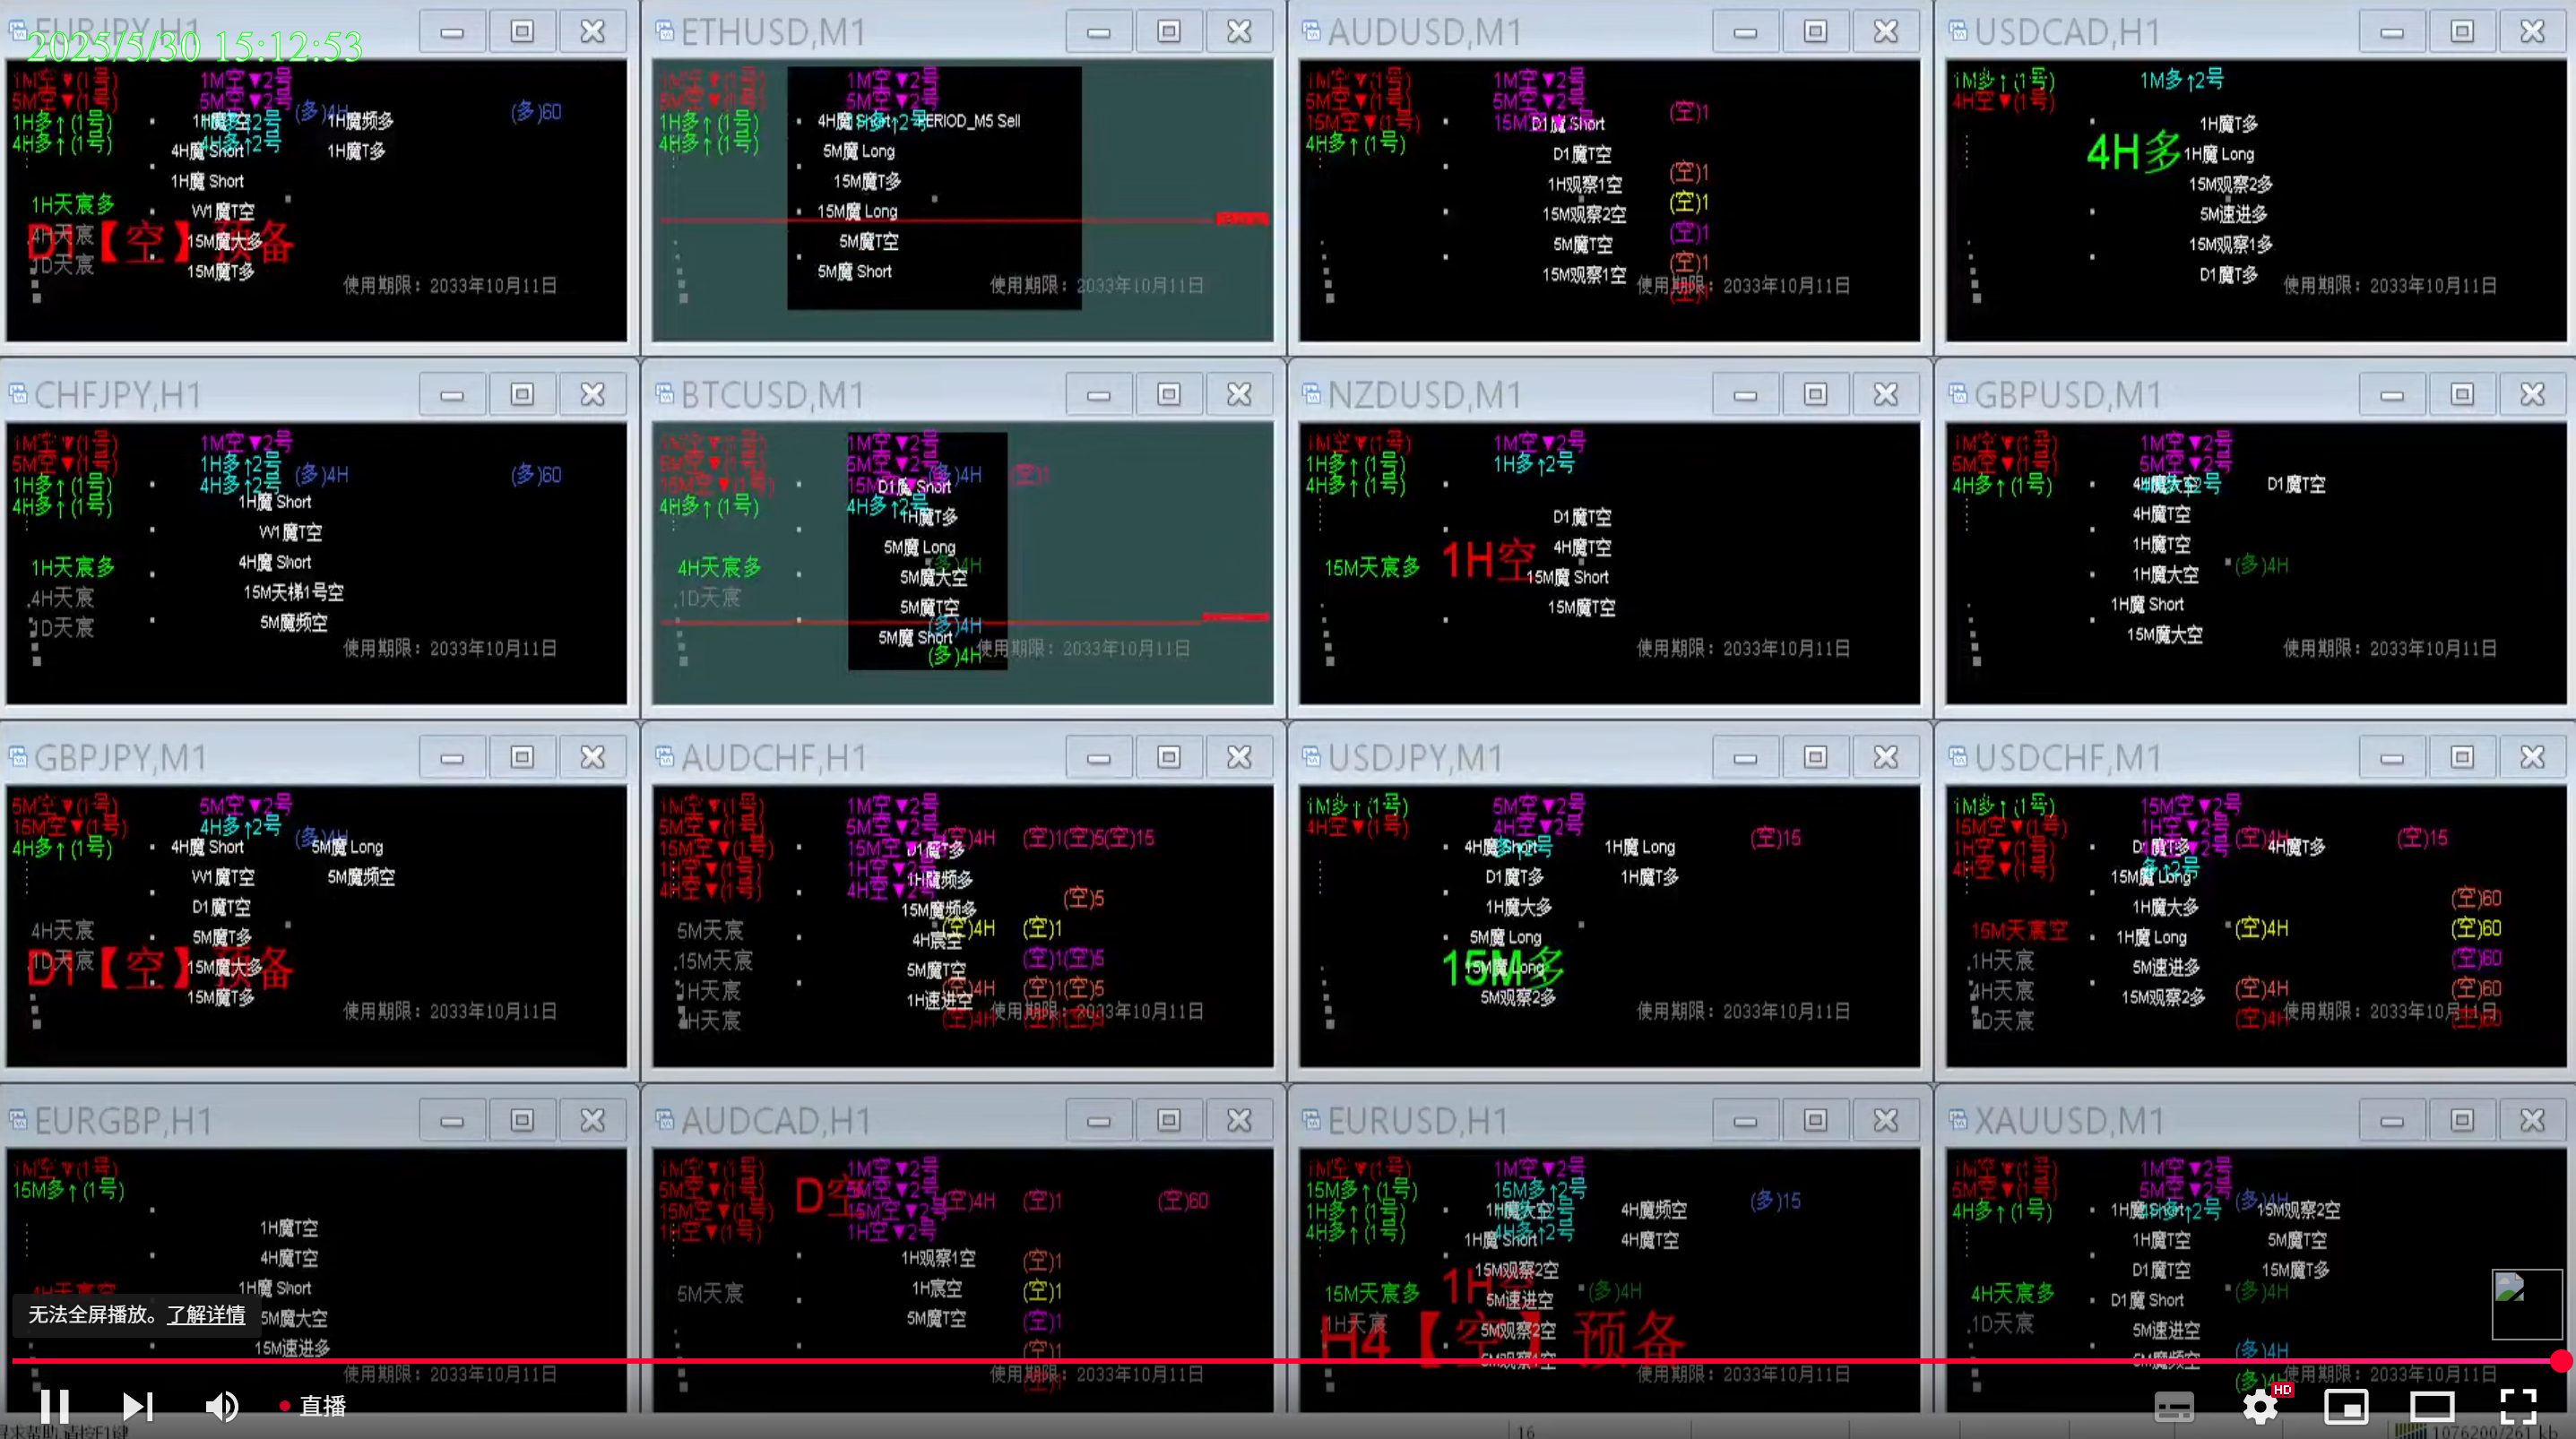 EURJPY,H1
2025/5/30 15:12:53
1M空▼(1号) 1M空▼2号
5M空▼(1号) 5M空▼2号 (多)4H (多)60
1H多↑(1号) 1H魔频多
4H多↑(1号) 4H多↑2号
4H魔 Short 1H魔T多
1H魔 Short
1H天宸多 W1魔T空
4H天宸 15M魔大多
D1【空】预备
1D天宸 15M魔T多
使用期限：2033年10月11日
ETHUSD,M1
1M空▼(1号) 1M空▼2号
5M空▼(1号) 5M空▼2号
1H多↑(1号) PERIOD_M5 Sell
4H多↑(1号)
5M魔 Long
15M魔T多
15M魔 Long
5M魔T空
5M魔 Short
使用期限：2033年10月11日
AUDUSD,M1
1M空▼(1号) 1M空▼2号
5M空▼(1号) 5M空▼2号 (空)1
15M空▼(1号) D1魔 Short
4H多↑(1号) D1魔T空
(空)1
1H观察1空
15M观察2空 (空)1
(空)1
5M魔T空
15M观察1空 (空)1
使用期限：2033年10月11日
USDCAD,H1
1M多↑(1号) 1M多↑2号
4H空▼(1号)
1H魔T多
4H多 1H魔 Long
15M观察2多
5M速进多
15M观察1多
D1魔T多
使用期限：2033年10月11日
CHFJPY,H1
1M空▼(1号) 1M空▼2号
5M空▼(1号) 1H多↑2号 (多)4H (多)60
1H多↑(1号) 4H多↑2号
4H多↑(1号) 1H魔 Short
W1魔T空
1H天宸多 4H魔 Short
4H天宸 15M天梯1号空
1D天宸 5M魔频空
使用期限：2033年10月11日
BTCUSD,M1
1M空▼(1号) 1M空▼2号
5M空▼(1号) 5M空▼2号 (多)4H (空)1
15M空▼(1号) D1魔 Short
4H多↑(1号) 4H多↑2号
1H魔T多
5M魔 Long
4H天宸多 (多)4H
5M魔大空
1D天宸 5M魔T空
(多)4H
5M魔 Short
(多)4H
使用期限：2033年10月11日
NZDUSD,M1
1M空▼(1号) 1M空▼2号
1H多↑(1号) 1H多↑2号
4H多↑(1号)
D1魔T空
1H空 4H魔T空
15M天宸多 15M魔 Short
15M魔T空
使用期限：2033年10月11日
GBPUSD,M1
1M空▼(1号) 1M空▼2号
5M空▼(1号) 5M空▼2号
4H多↑(1号) 4H魔大空 D1魔T空
4H魔T空
1H魔T空
1H魔大空 (多)4H
1H魔 Short
15M魔大空
使用期限：2033年10月11日
GBPJPY,M1
5M空▼(1号) 5M空▼2号
15M空▼(1号) 4H多↑2号 (多)4H
4H多↑(1号) 4H魔 Short 5M魔 Long
W1魔T空 5M魔频空
D1魔T空
4H天宸 5M魔T多
1D天宸 15M魔大多
D1【空】预备
15M魔T多
使用期限：2033年10月11日
AUDCHF,H1
1M空▼(1号) 1M空▼2号
5M空▼(1号) 5M空▼2号 (空)4H (空)1(空)5(空)15
15M空▼(1号) D1魔T多
1H空▼(1号) 1H魔频多
4H空▼(1号) 4H空▼2号 (空)5
15M魔频多
5M天宸 (空)4H (空)1
4H宸空
15M天宸 5M魔T空 (空)1(空)5
1H天宸 (空)4H (空)1(空)5
1H速进空
4H天宸 (空)4H
使用期限：2033年10月11日
USDJPY,M1
1M多↑(1号) 5M空▼2号
4H空▼(1号) 4H空▼2号 (空)15
4H魔 Short 1H魔 Long
D1魔T多 1H魔T多
1H魔大多
5M魔 Long
15M多
15M魔 Long
5M观察2多
使用期限：2033年10月11日
USDCHF,M1
1M多↑(1号) 15M空▼2号
15M空▼(1号) 1H空▼2号 (空)4H (空)15
1H空▼(1号) D1魔T多 4H魔T多
4H空▼(1号) 15M魔 Long
1H魔大多 (空)60
15M天宸空 1H魔 Long (空)4H (空)60
1H天宸 5M速进多 (空)60
4H天宸 15M观察2多 (空)4H (空)60
1D天宸 (空)4H (空)60
使用期限：2033年10月11日
EURGBP,H1
1M空▼(1号)
15M多↑(1号)
1H魔T空
4H魔T空
4H天宸空 1H魔 Short
5M魔大空
15M速进多
使用期限：2033年10月11日
AUDCAD,H1
1M空▼(1号) 1M空▼2号
5M空▼(1号) D空 5M空▼2号 (空)4H (空)1 (空)60
15M空▼(1号) 15M空▼2号
1H空▼(1号) 1H空▼2号
1H观察1空 (空)1
5M天宸 1H宸空 (空)1
5M魔T空 (空)1
(空)1
使用期限：2033年10月11日
EURUSD,H1
1M空▼(1号) 1M空▼2号
15M多↑(1号) 15M多↑2号 (多)15
1H多↑(1号) 1H魔大空 4H魔频空
4H多↑(1号) 4H多↑2号
1H魔 Short 4H魔T空
15M观察2空
15M天宸多 1H空 (多)4H
5M速进空
1H天宸 5M观察2空
H4【空】预备
5M观察1空
使用期限：2033年10月11日
XAUUSD,M1
1M空▼(1号) 1M空▼2号
5M空▼(1号) 5M空▼2号 (多)4H
4H多↑(1号) 1H魔 Short 15M观察2空
1H魔T空 5M魔T空
D1魔T空 15M魔T多
4H天宸多 D1魔 Short (多)4H
1D天宸 5M速进空
(多)4H
5M魔频空
(多)4H
使用期限：2033年10月11日
无法全屏播放。了解详情
直播
HD
16
1076200/261 kb